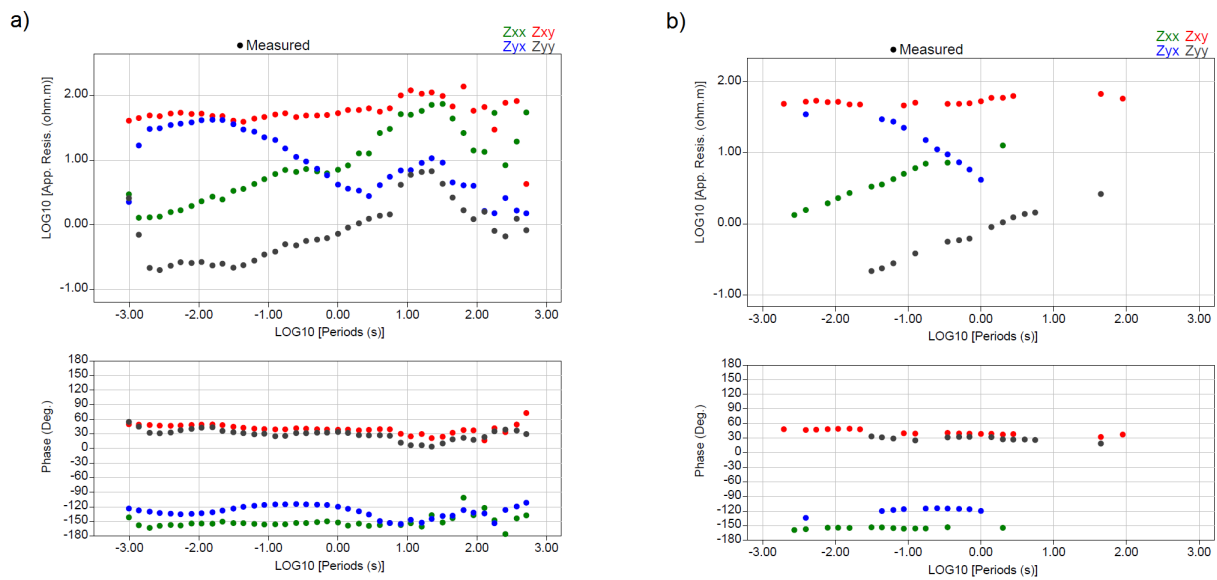 a)
● Measured
Zxx Zxy
Zyx Zyy
LOG10 [App. Resis. (ohm.m)]
2.00
1.00
0.00
-1.00
-3.00 -2.00 -1.00 0.00 1.00 2.00 3.00
LOG10 [Periods (s)]
Phase (Deg.)
180
150
120
90
60
30
0
-30
-60
-90
-120
-150
-180
-3.00 -2.00 -1.00 0.00 1.00 2.00 3.00
LOG10 [Periods (s)]
b)
● Measured
Zxx Zxy
Zyx Zyy
LOG10 [App. Resis. (ohm.m)]
2.00
1.00
0.00
-1.00
-3.00 -2.00 -1.00 0.00 1.00 2.00 3.00
LOG10 [Periods (s)]
Phase (Deg.)
180
150
120
90
60
30
0
-30
-60
-90
-120
-150
-180
-3.00 -2.00 -1.00 0.00 1.00 2.00 3.00
LOG10 [Periods (s)]